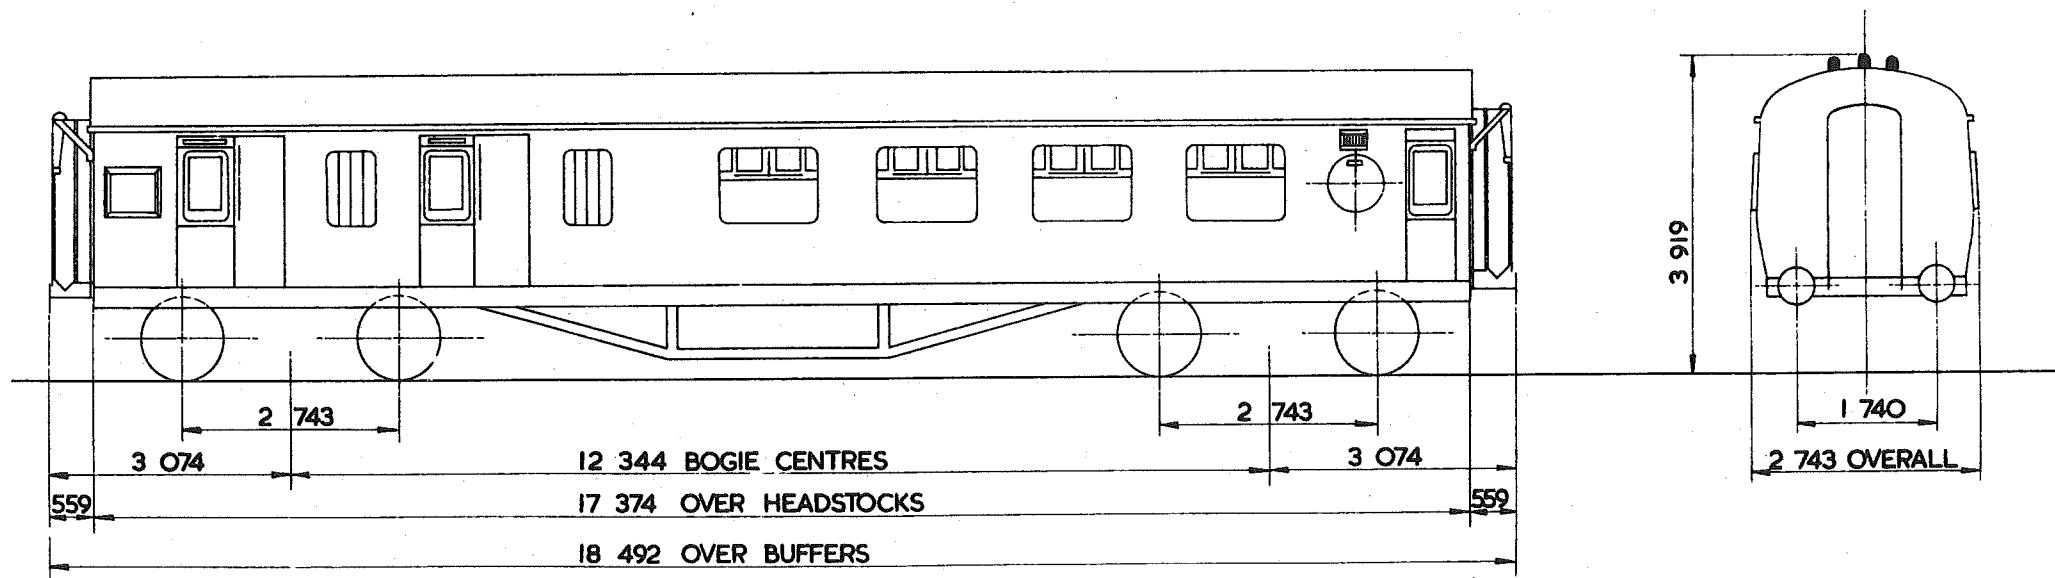 3 919
2 743
2 743
1 740
3 074
12 344 BOGIE CENTRES
3 074
2 743 OVERALL
559
17 374 OVER HEADSTOCKS
559
18 492 OVER BUFFERS